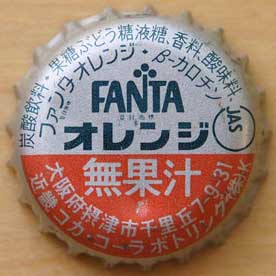 炭酸飲料・果糖ぶどう糖液糖、香料、酸味料、
ファンタオレンジ・β-カロチン
JAS
FANTA
オレンジ
無果汁
大阪府摂津市千里丘7-9-31
近畿コカ・コーラボトリング株式